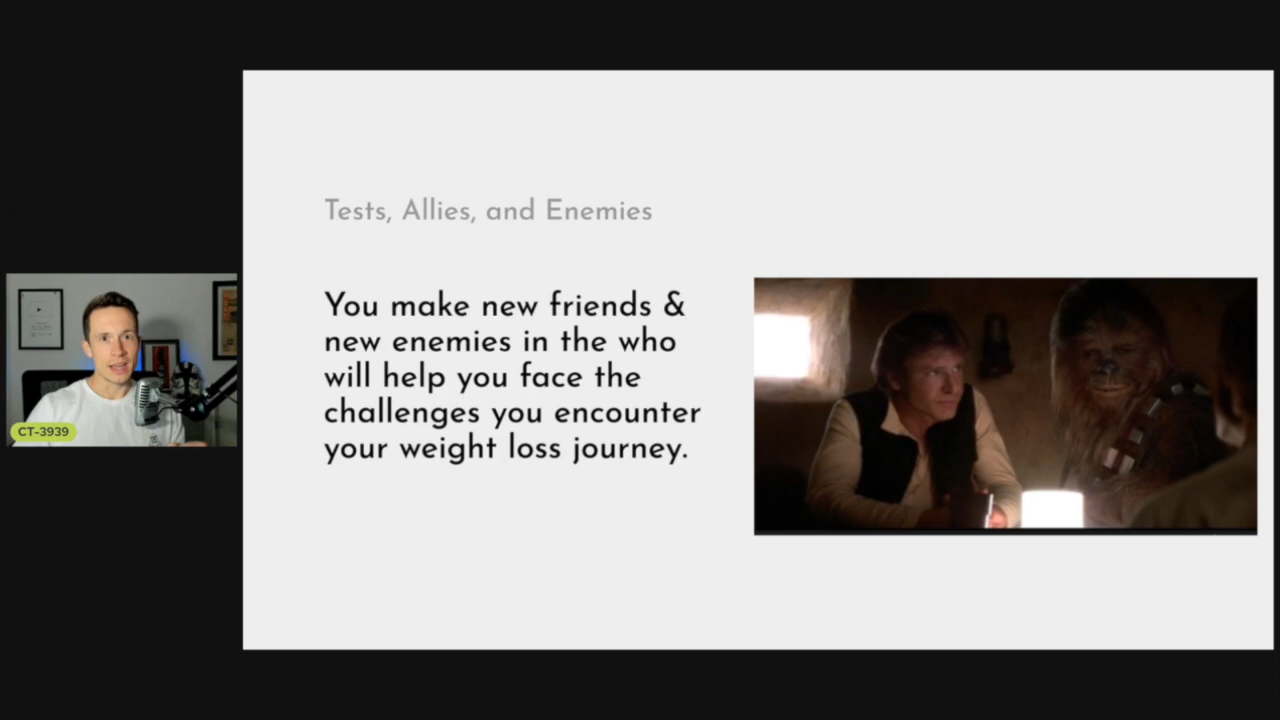 Tests, Allies, and Enemies
You make new friends &
new enemies in the who
will help you face the
challenges you encounter
your weight loss journey.
CT-3939